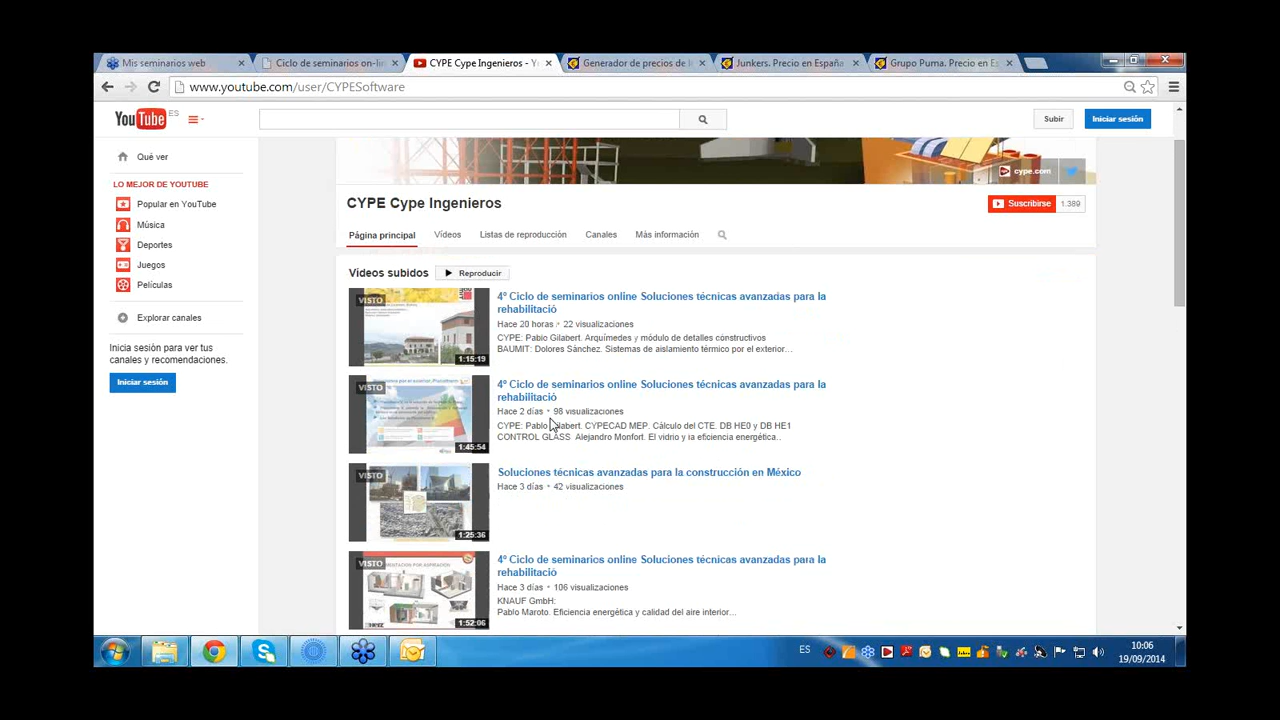 Mis seminarios web
Ciclo de seminarios on-lin
CYPE Cype Ingenieros - Yo
Generador de precios de l
Junkers. Precio en España
Grupo Puma. Precio en Es
www.youtube.com/user/CYPESoftware
YouTube ES
Subir
Iniciar sesión
Qué ver
LO MEJOR DE YOUTUBE
Popular en YouTube
Música
Deportes
Juegos
Películas
Explorar canales
Inicia sesión para ver tus
canales y recomendaciones.
Iniciar sesión
cype.com
CYPE Cype Ingenieros
Suscribirse 1.389
Página principal Vídeos Listas de reproducción Canales Más información
Vídeos subidos Reproducir
VISTO
1:15:19
4º Ciclo de seminarios online Soluciones técnicas avanzadas para la
rehabilitació
Hace 20 horas • 22 visualizaciones
CYPE: Pablo Gilabert. Arquímedes y módulo de detalles constructivos
BAUMIT: Dolores Sánchez. Sistemas de aislamiento térmico por el exterior...
VISTO
1:45:54
4º Ciclo de seminarios online Soluciones técnicas avanzadas para la
rehabilitació
Hace 2 días • 98 visualizaciones
CYPE: Pablo Gilabert. CYPECAD MEP. Cálculo del CTE. DB HE0 y DB HE1
CONTROL GLASS Alejandro Monfort. El vidrio y la eficiencia energética..
VISTO
1:25:36
Soluciones técnicas avanzadas para la construcción en México
Hace 3 días • 42 visualizaciones
VISTO
1:52:06
4º Ciclo de seminarios online Soluciones técnicas avanzadas para la
rehabilitació
Hace 3 días • 106 visualizaciones
KNAUF GmbH:
Pablo Maroto. Eficiencia energética y calidad del aire interior...
ES
10:06
19/09/2014